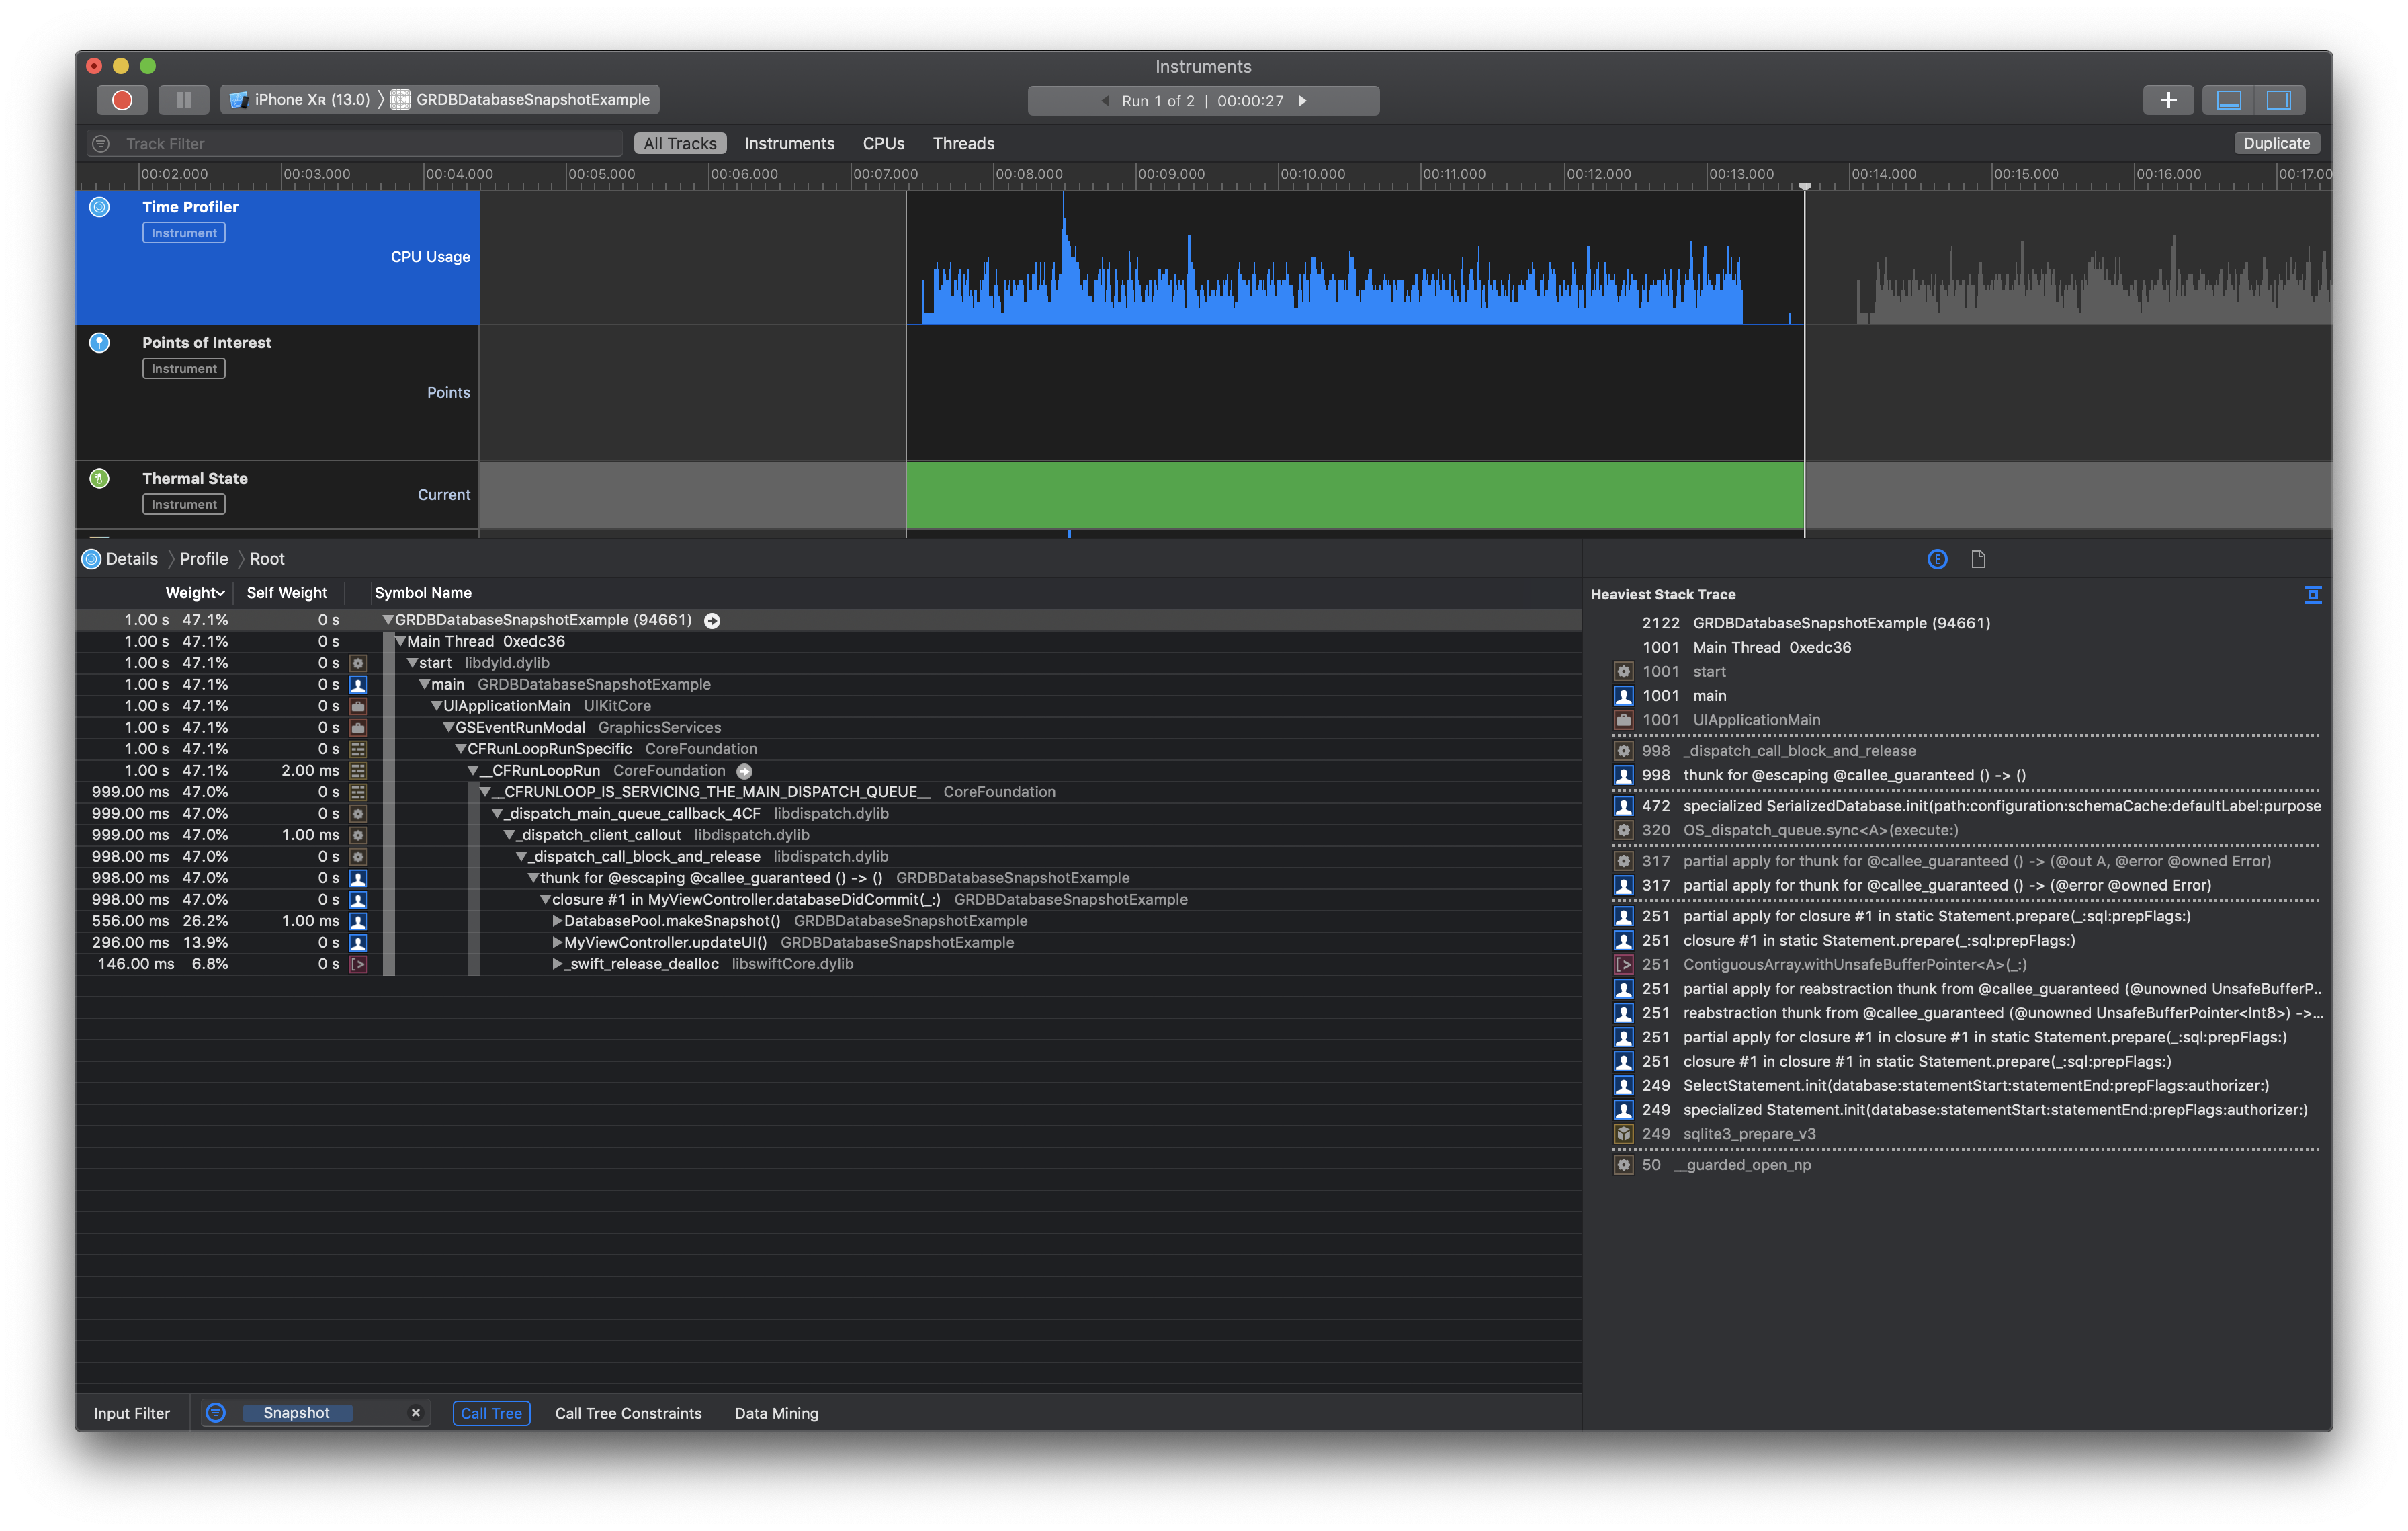 Instruments
iPhone XR (13.0) 〉 GRDBDatabaseSnapshotExample
Run 1 of 2 | 00:00:27
Track Filter
All Tracks Instruments CPUs Threads
Duplicate
00:02.000 00:03.000 00:04.000 00:05.000 00:06.000 00:07.000 00:08.000 00:09.000 00:10.000 00:11.000 00:12.000 00:13.000 00:14.000 00:15.000 00:16.000 00:17.00
Time Profiler
Instrument
CPU Usage
Points of Interest
Instrument
Points
Thermal State
Instrument
Current
Details 〉 Profile 〉 Root
Weight Self Weight Symbol Name
1.00 s 47.1% 0 s GRDBDatabaseSnapshotExample (94661)
1.00 s 47.1% 0 s Main Thread 0xedc36
1.00 s 47.1% 0 s start libdyld.dylib
1.00 s 47.1% 0 s main GRDBDatabaseSnapshotExample
1.00 s 47.1% 0 s UIApplicationMain UIKitCore
1.00 s 47.1% 0 s GSEventRunModal GraphicsServices
1.00 s 47.1% 0 s CFRunLoopRunSpecific CoreFoundation
1.00 s 47.1% 2.00 ms __CFRunLoopRun CoreFoundation
999.00 ms 47.0% 0 s __CFRUNLOOP_IS_SERVICING_THE_MAIN_DISPATCH_QUEUE__ CoreFoundation
999.00 ms 47.0% 0 s _dispatch_main_queue_callback_4CF libdispatch.dylib
999.00 ms 47.0% 1.00 ms _dispatch_client_callout libdispatch.dylib
998.00 ms 47.0% 0 s _dispatch_call_block_and_release libdispatch.dylib
998.00 ms 47.0% 0 s thunk for @escaping @callee_guaranteed () -> () GRDBDatabaseSnapshotExample
998.00 ms 47.0% 0 s closure #1 in MyViewController.databaseDidCommit(_:) GRDBDatabaseSnapshotExample
556.00 ms 26.2% 1.00 ms DatabasePool.makeSnapshot() GRDBDatabaseSnapshotExample
296.00 ms 13.9% 0 s MyViewController.updateUI() GRDBDatabaseSnapshotExample
146.00 ms 6.8% 0 s _swift_release_dealloc libswiftCore.dylib
Heaviest Stack Trace
2122 GRDBDatabaseSnapshotExample (94661)
1001 Main Thread 0xedc36
1001 start
1001 main
1001 UIApplicationMain
998 _dispatch_call_block_and_release
998 thunk for @escaping @callee_guaranteed () -> ()
472 specialized SerializedDatabase.init(path:configuration:schemaCache:defaultLabel:purpose:
320 OS_dispatch_queue.sync<A>(execute:)
317 partial apply for thunk for @callee_guaranteed () -> (@out A, @error @owned Error)
317 partial apply for thunk for @callee_guaranteed () -> (@error @owned Error)
251 partial apply for closure #1 in static Statement.prepare(_:sql:prepFlags:)
251 closure #1 in static Statement.prepare(_:sql:prepFlags:)
251 ContiguousArray.withUnsafeBufferPointer<A>(_:)
251 partial apply for reabstraction thunk from @callee_guaranteed (@unowned UnsafeBufferP...
251 reabstraction thunk from @callee_guaranteed (@unowned UnsafeBufferPointer<Int8>) ->...
251 partial apply for closure #1 in closure #1 in static Statement.prepare(_:sql:prepFlags:)
251 closure #1 in closure #1 in static Statement.prepare(_:sql:prepFlags:)
249 SelectStatement.init(database:statementStart:statementEnd:prepFlags:authorizer:)
249 specialized Statement.init(database:statementStart:statementEnd:prepFlags:authorizer:)
249 sqlite3_prepare_v3
50 __guarded_open_np
Input Filter Snapshot Call Tree Call Tree Constraints Data Mining